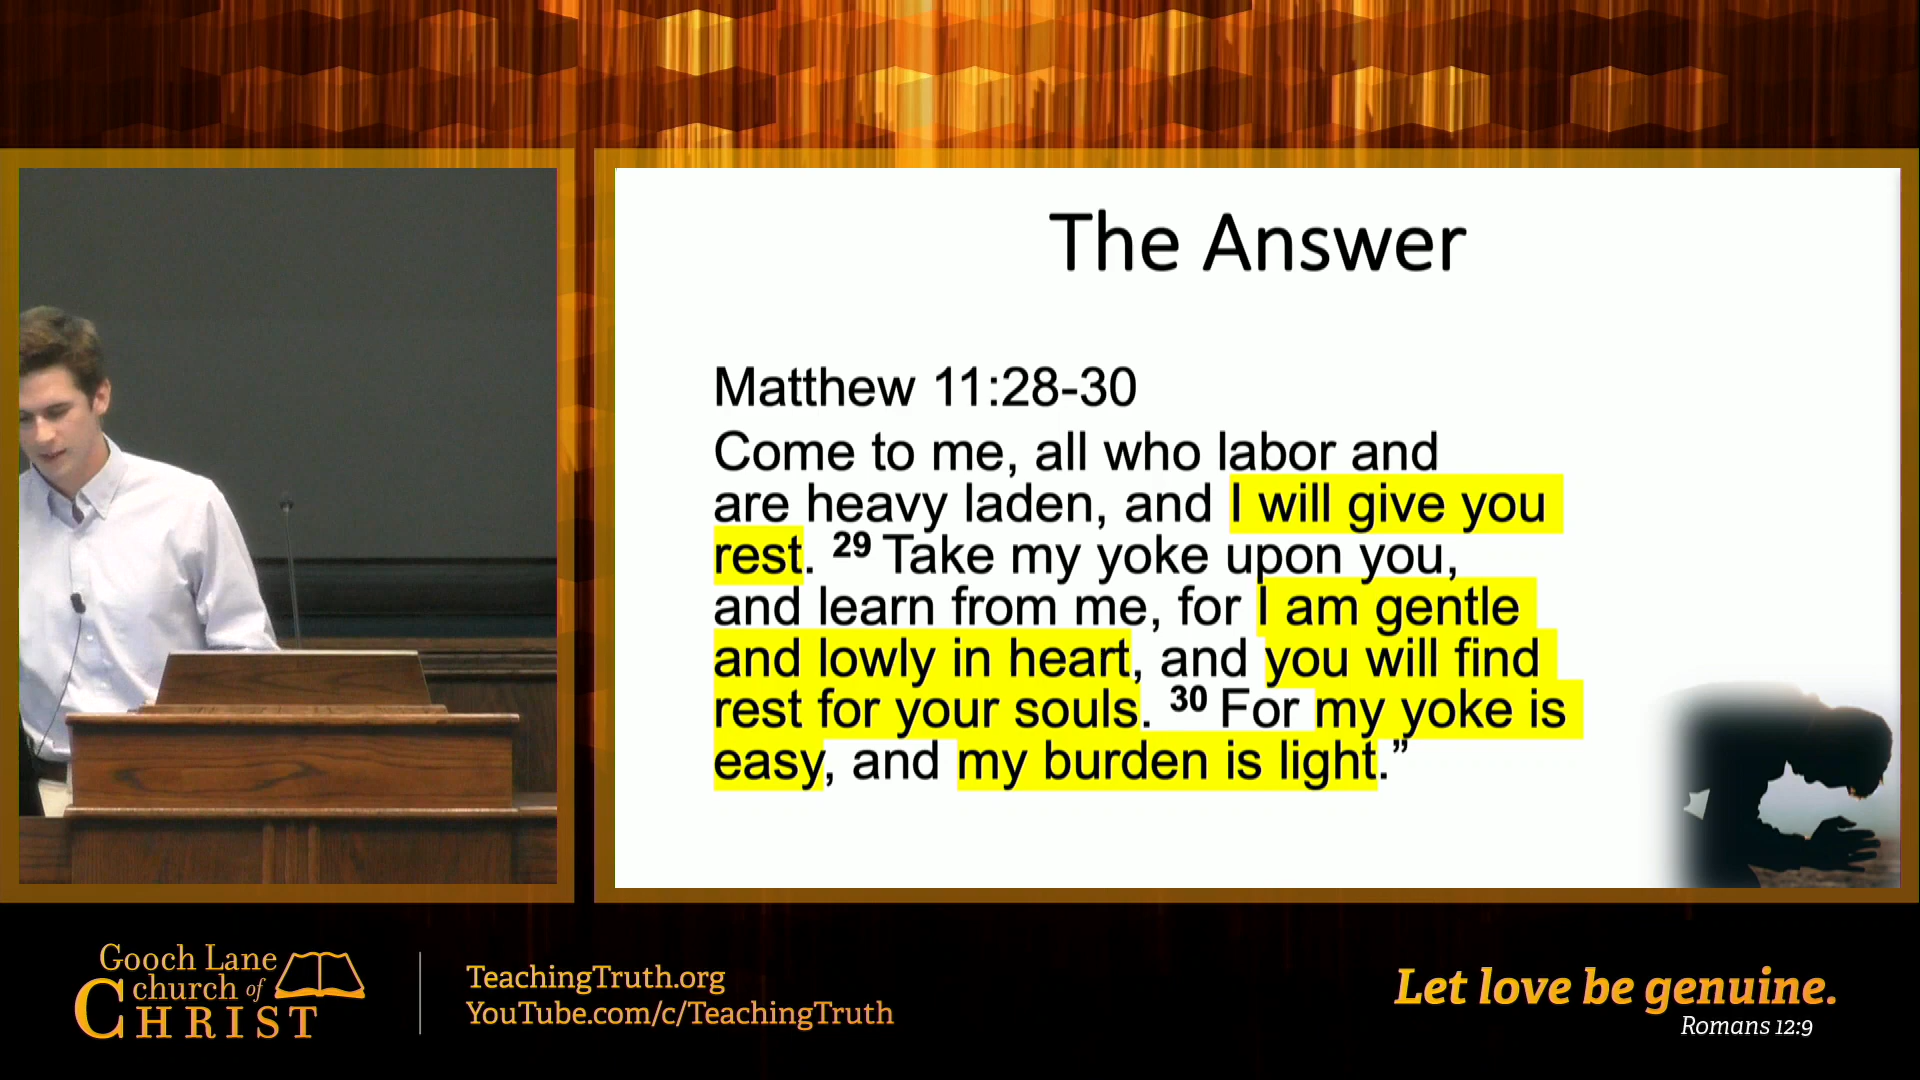 The Answer
Matthew 11:28-30
Come to me, all who labor and
are heavy laden, and I will give you
rest. 29 Take my yoke upon you,
and learn from me, for I am gentle
and lowly in heart, and you will find
rest for your souls. 30 For my yoke is
easy, and my burden is light.”
Gooch Lane
church of
CHRIST
TeachingTruth.org
YouTube.com/c/TeachingTruth
Let love be genuine.
Romans 12:9